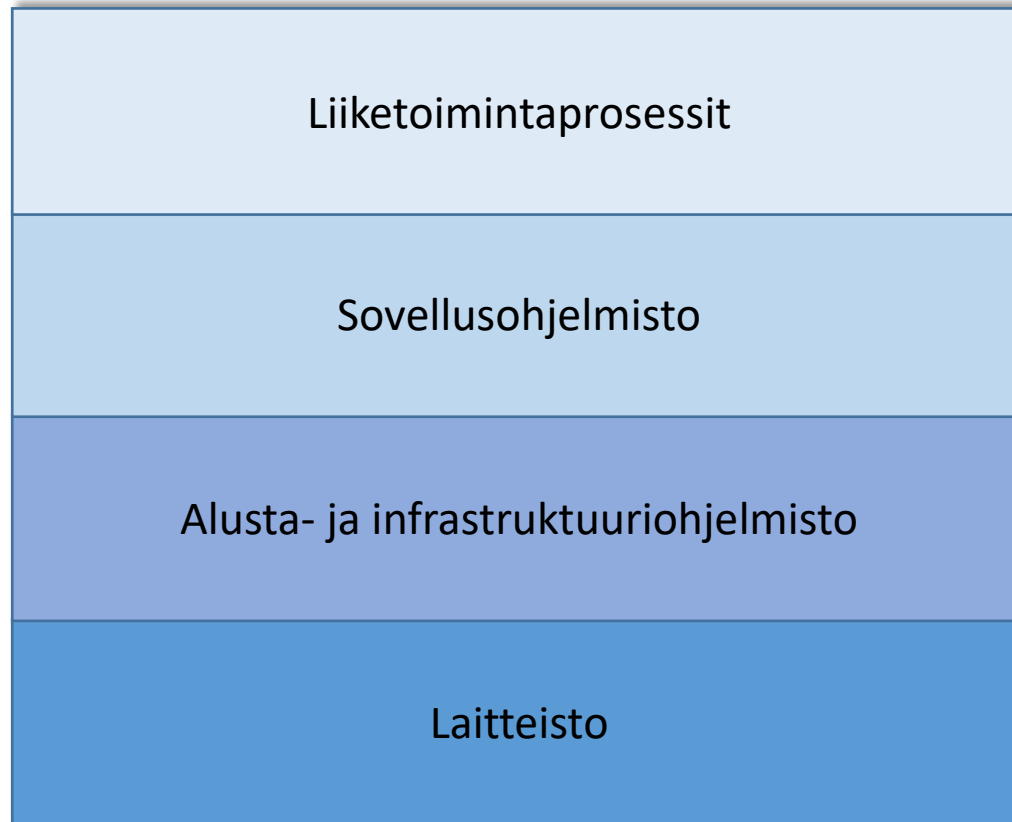 Liiketoimintaprosessit
Sovellusohjelmisto
Alusta- ja infrastruktuuriohjelmisto
Laitteisto